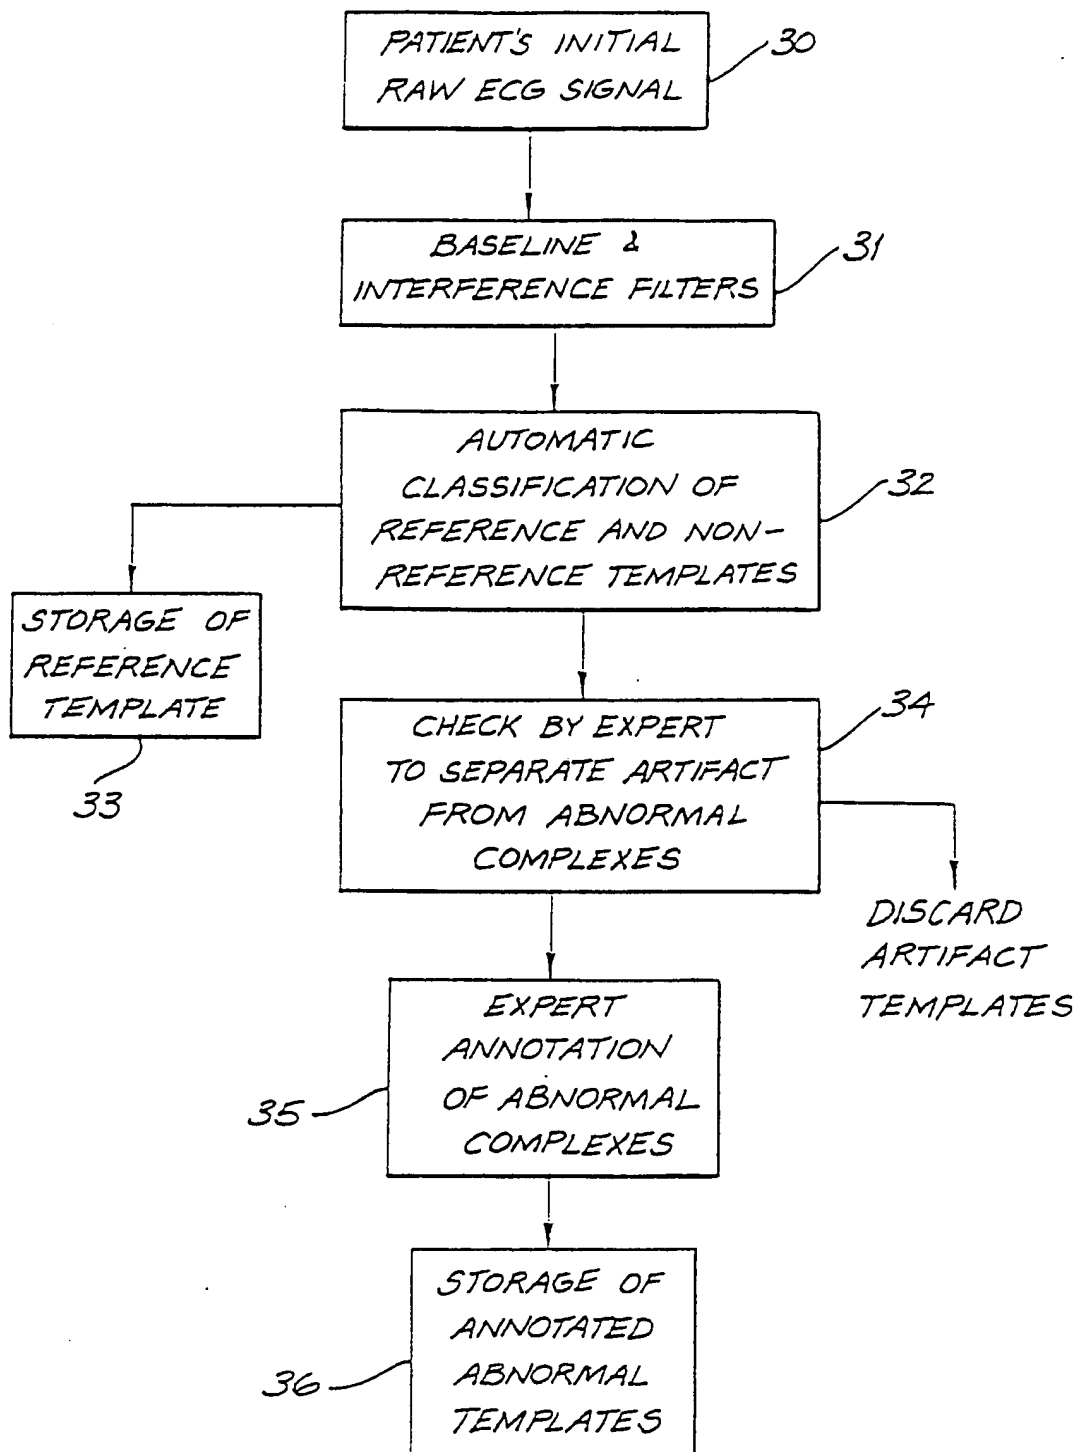 PATIENT'S INITIAL
RAW ECG SIGNAL
30
BASELINE &
INTERFERENCE FILTERS
31
AUTOMATIC
CLASSIFICATION OF
REFERENCE AND NON-
REFERENCE TEMPLATES
32
STORAGE OF
REFERENCE
TEMPLATE
33
CHECK BY EXPERT
TO SEPARATE ARTIFACT
FROM ABNORMAL
COMPLEXES
34
DISCARD
ARTIFACT
TEMPLATES
EXPERT
ANNOTATION
OF ABNORMAL
COMPLEXES
35
STORAGE OF
ANNOTATED
ABNORMAL
TEMPLATES
36